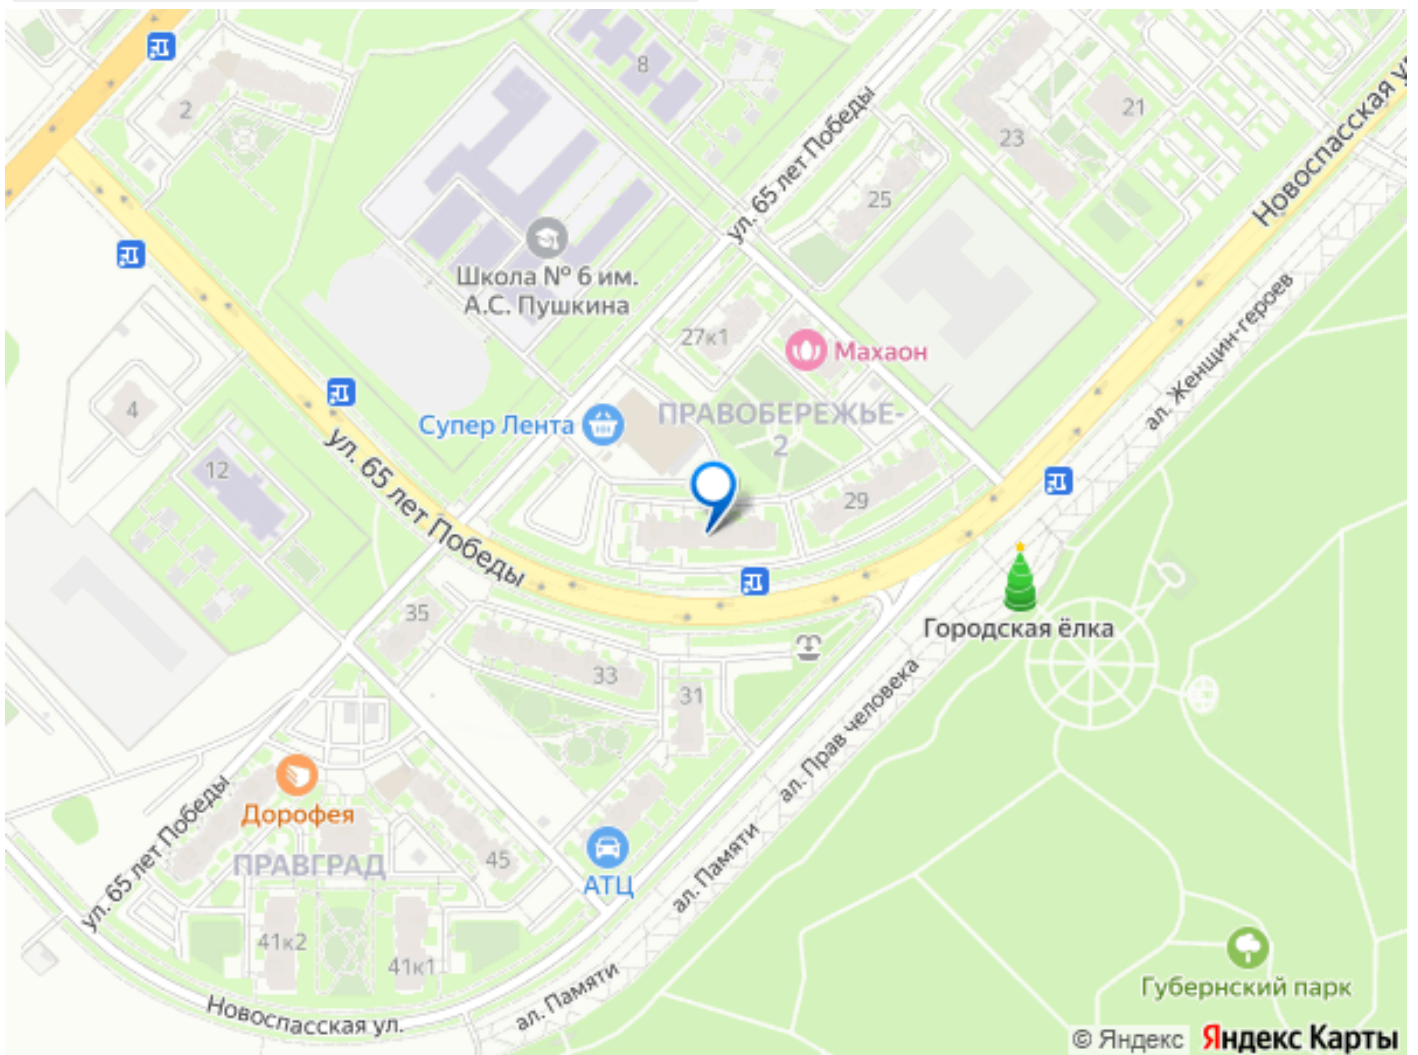 8
2
21
23
25
Новоспасская ул.
ул. 65 лет Победы
Школа № 6 им.
А.С. Пушкина
ал. Женщин-героев
27к1
Махаон
4
Супер Лента
ПРАВОБЕРЕЖЬЕ-
2
12
ул. 65 лет Победы
29
35
33
31
Городская ёлка
ал. Прав человека
Дорофея
ул. 65 лет Победы
ПРАВГРАД
45
АТЦ
ал. Памяти
41к2
41к1
Новоспасская ул.
ал. Памяти
Губернский парк
© Яндекс Яндекс Карты